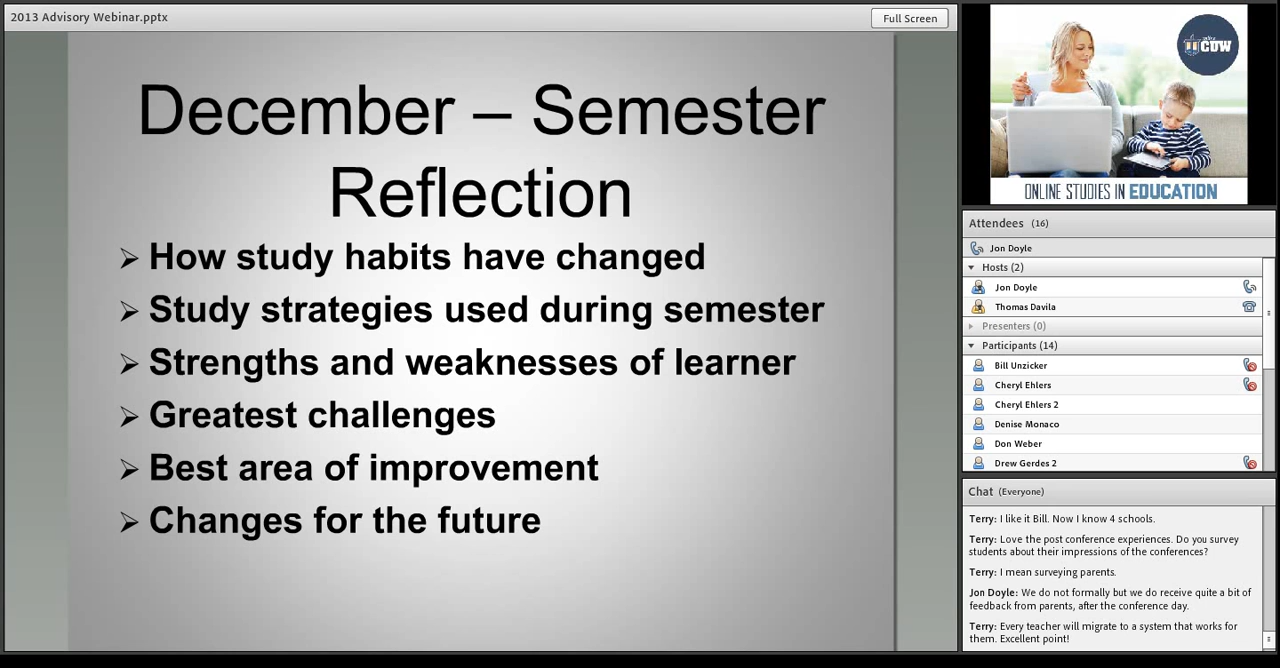 2013 Advisory Webinar.pptx
Full Screen
December – Semester
Reflection
How study habits have changed
Study strategies used during semester
Strengths and weaknesses of learner
Greatest challenges
Best area of improvement
Changes for the future
CDW
ONLINE STUDIES IN EDUCATION
Attendees (16)
Jon Doyle
Hosts (2)
Jon Doyle
Thomas Davila
Presenters (0)
Participants (14)
Bill Unzicker
Cheryl Ehlers
Cheryl Ehlers 2
Denise Monaco
Don Weber
Drew Gerdes 2
Chat (Everyone)
Terry: I like it Bill. Now I know 4 schools.
Terry: Love the post conference experiences. Do you survey
students about their impressions of the conferences?
Terry: I mean surveying parents.
Jon Doyle: We do not formally but we do receive quite a bit of
feedback from parents, after the conference day.
Terry: Every teacher will migrate to a system that works for
them. Excellent point!